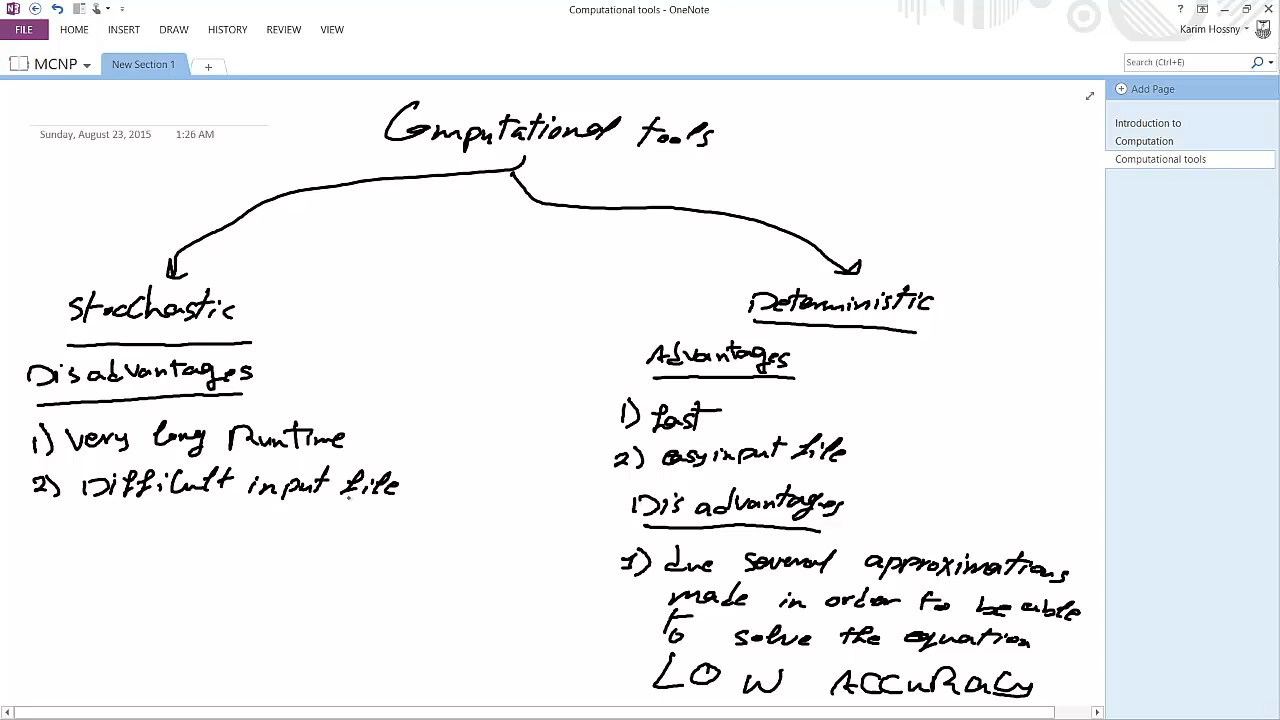 Computational tools - OneNote
FILE HOME INSERT DRAW HISTORY REVIEW VIEW
Karim Hossny
MCNP New Section 1 +
Search (Ctrl+E)
Add Page
Introduction to
Computation
Computational tools
Sunday, August 23, 2015 1:26 AM
Computational tools
Stochastic
Disadvantages
1) Very long Runtime
2) Difficult input file
Deterministic
Advantages
1) fast
2) easy input file
Dis advantages
1) due several approximations
made in order to be able
to solve the equation
LOW ACCURACY